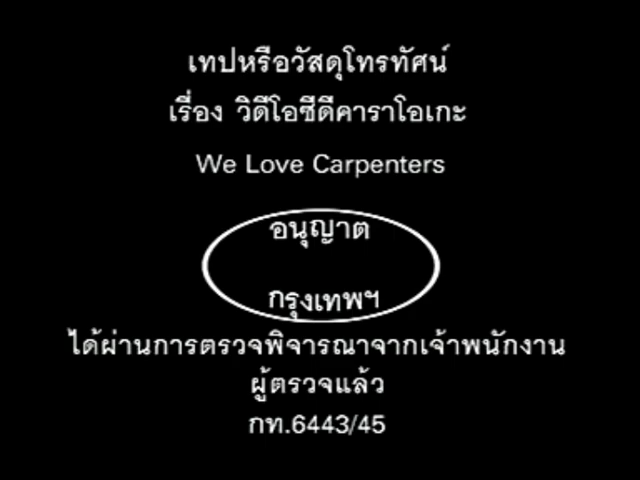 เทปหรือวัสดุโทรทัศน์
เรื่อง วิดีโอซีดีคาราโอเกะ
We Love Carpenters
อนุญาต
กรุงเทพฯ
ได้ผ่านการตรวจพิจารณาจากเจ้าพนักงาน
ผู้ตรวจแล้ว
กท.6443/45